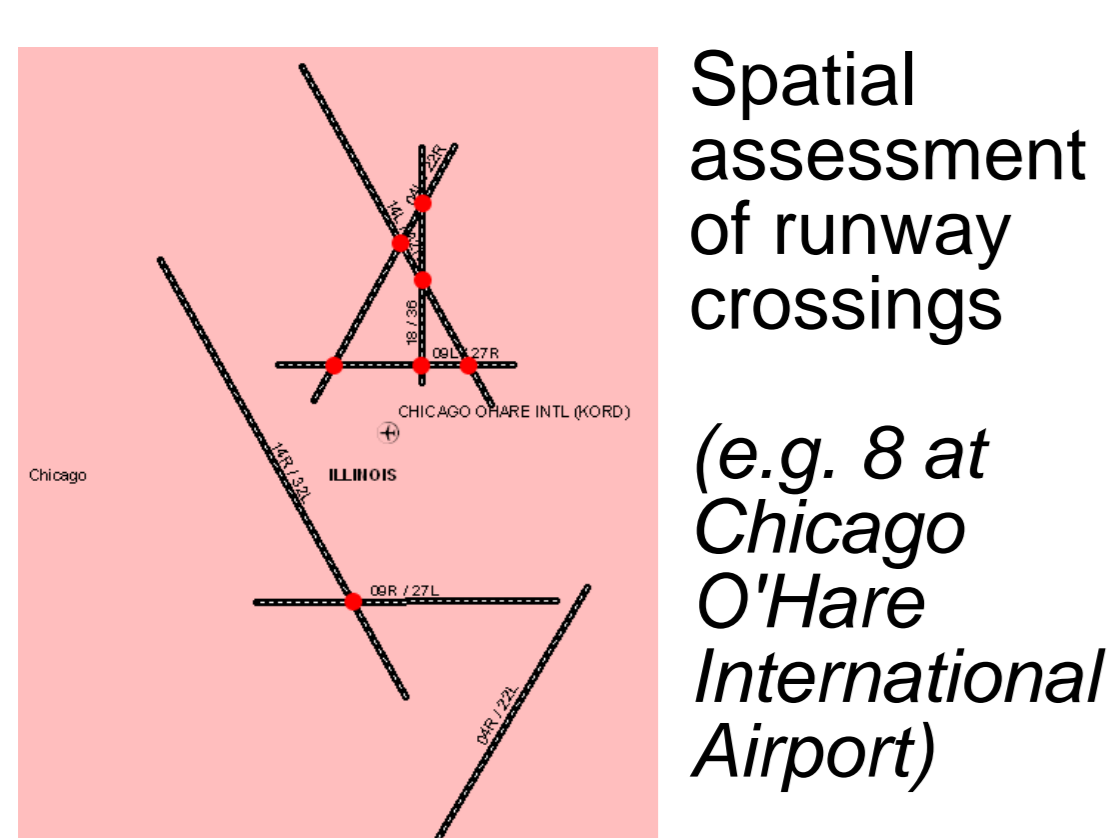 Spatial
assessment
of runway
crossings
(e.g. 8 at
Chicago
O'Hare
International
Airport)
04L / 22R
18 / 36
09L / 27R
CHICAGO OHARE INTL (KORD)
Chicago
ILLINOIS
14R / 32L
09R / 27L
04R / 22L
14L